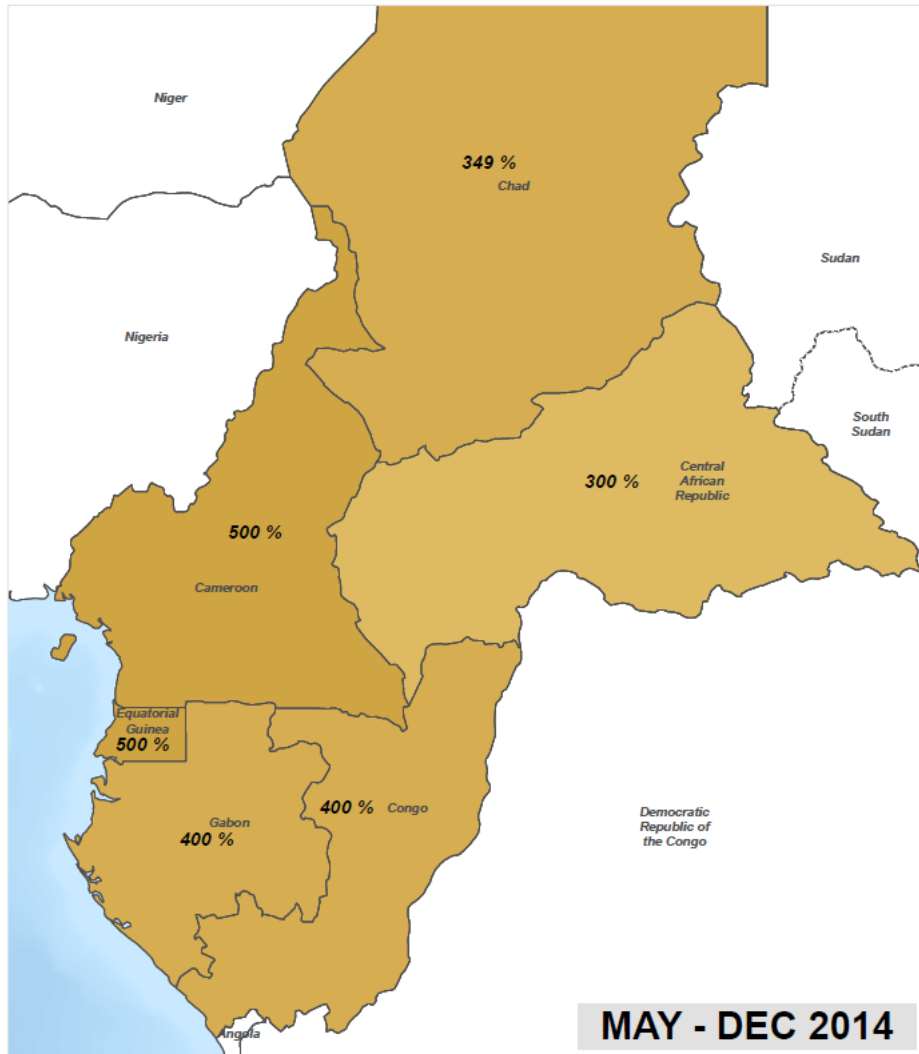 Niger
349 %
Chad
Sudan
Nigeria
South
Sudan
Central
African
Republic
300 %
500 %
Cameroon
Equatorial
Guinea
500 %
Gabon
400 %
400 %
Congo
Democratic
Republic of
the Congo
Angola
MAY - DEC 2014